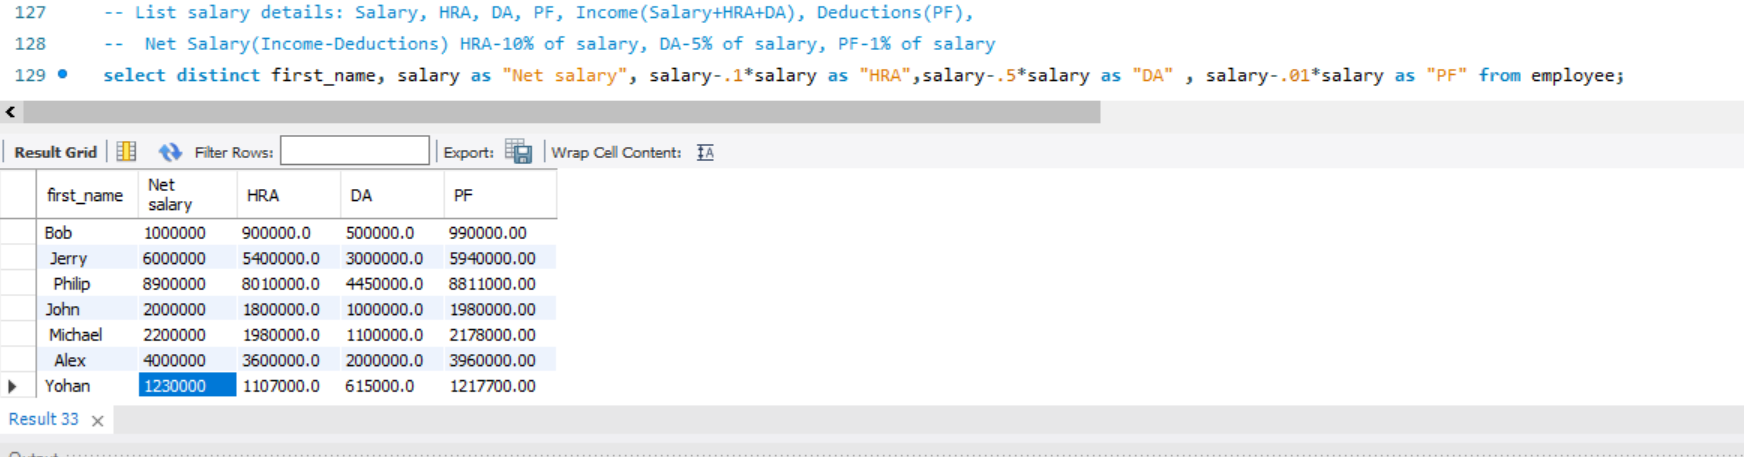 127 -- List salary details: Salary, HRA, DA, PF, Income(Salary+HRA+DA), Deductions(PF),
128 --  Net Salary(Income-Deductions) HRA-10% of salary, DA-5% of salary, PF-1% of salary
129 select distinct first_name, salary as "Net salary", salary-.1*salary as "HRA",salary-.5*salary as "DA" , salary-.01*salary as "PF" from employee;
Result Grid Filter Rows: Export: Wrap Cell Content:
first_name Net salary HRA DA PF
Bob 1000000 900000.0 500000.0 990000.00
Jerry 6000000 5400000.0 3000000.0 5940000.00
Philip 8900000 8010000.0 4450000.0 8811000.00
John 2000000 1800000.0 1000000.0 1980000.00
Michael 2200000 1980000.0 1100000.0 2178000.00
Alex 4000000 3600000.0 2000000.0 3960000.00
Yohan 1230000 1107000.0 615000.0 1217700.00
Result 33